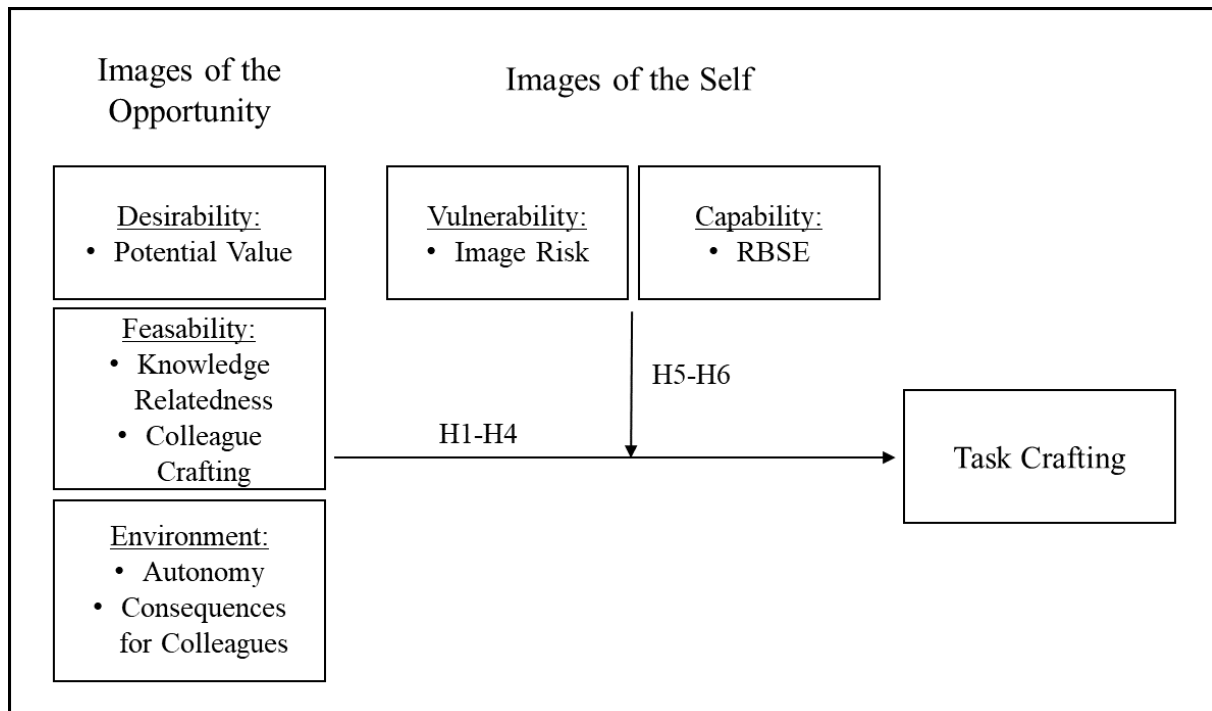 Images of the
Opportunity
Images of the Self
Desirability:
• Potential Value
Vulnerability:
• Image Risk
Capability:
• RBSE
Feasability:
• Knowledge
Relatedness
• Colleague
Crafting
H5-H6
H1-H4
Task Crafting
Environment:
• Autonomy
• Consequences
for Colleagues